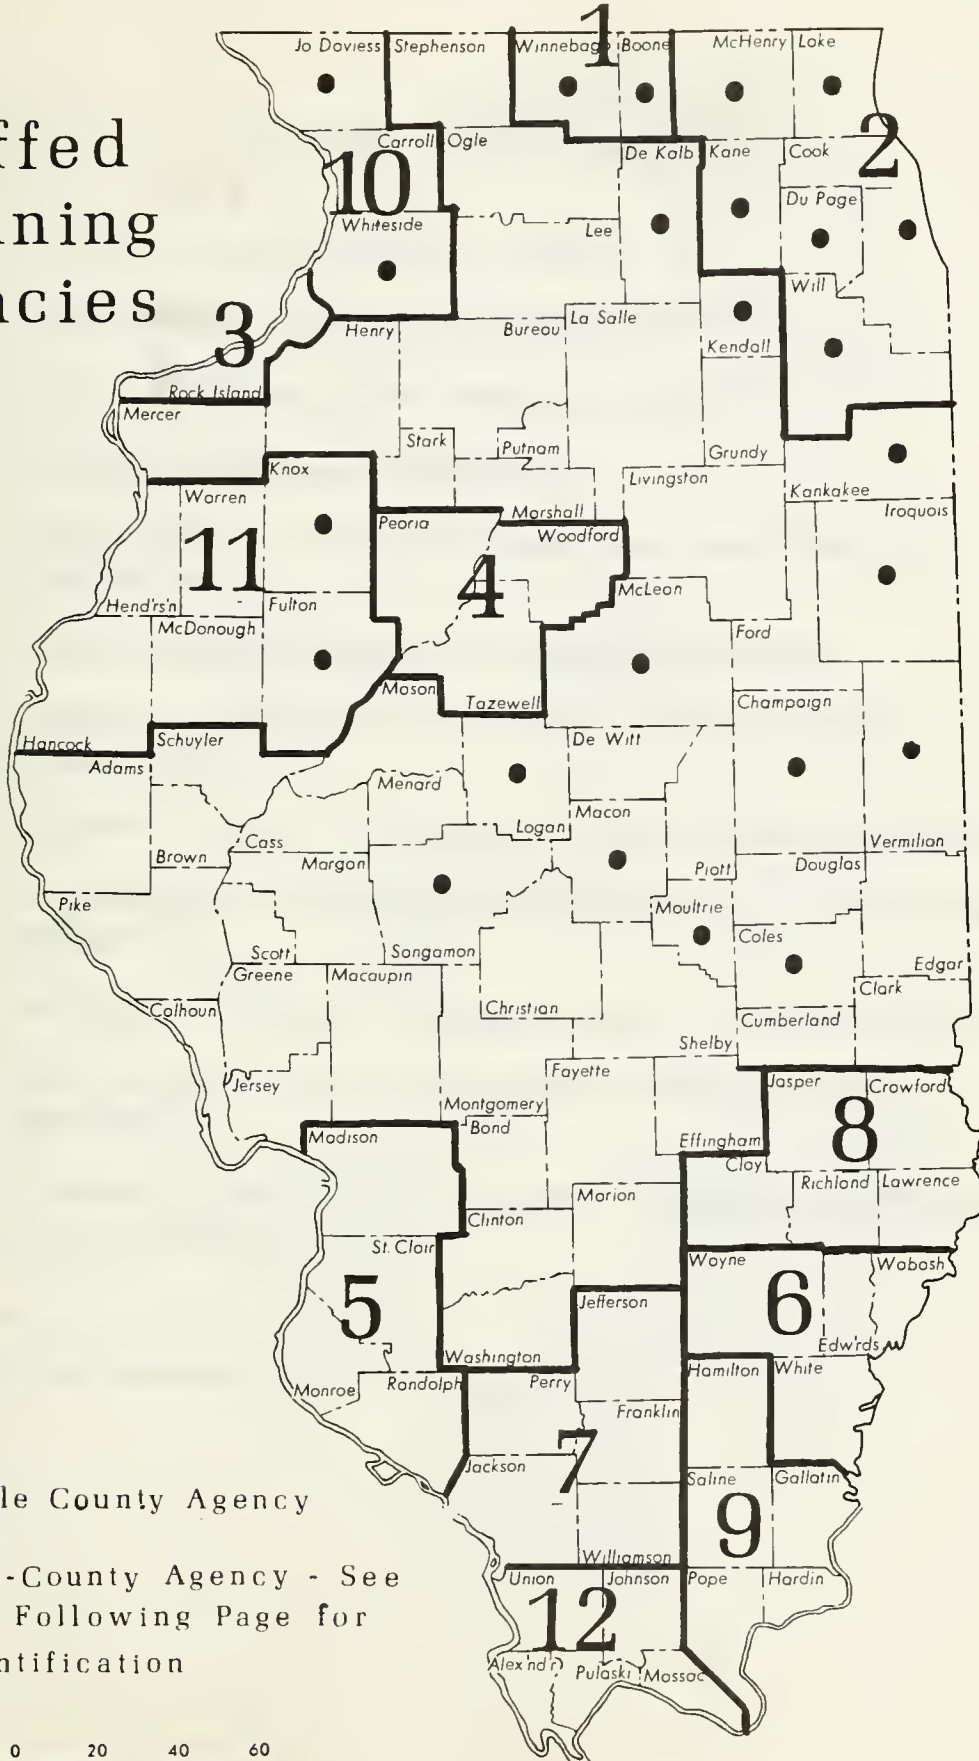 ffed
ning
ncies
1
Jo Daviess Stephenson Winnebago Boone McHenry Lake
2
Carroll Ogle De Kalb Kane Cook
10
Du Page
Whiteside Lee
Will
3
Henry Bureau La Salle
Kendall
Rock Island
Mercer
Stark Putnam
Grundy
Knox Livingston
Warren Kankakee
Iroquois
Peoria Marshall
Woodford
11
4
McLean
Hend'rs'n Fulton
McDonough Ford
Mason
Tazewell Champaign
Hancock Schuyler De Witt
Adams
Menard
Macon
Logan
Cass Vermilion
Brown Morgan Piatt Douglas
Pike Moultrie
Coles
Scott Sangamon
Greene Macaupin Edgar
Clark
Calhoun Christian
Cumberland
Shelby
Fayette
Jersey Jasper Crawford
Montgomery
Bond
8
Madison
Effingham
Clay
Richland Lawrence
Marion
Clinton
St. Clair
Wayne Wabash
5
6
Jefferson
Edw'rds
Washington
Hamilton White
Monroe Randolph Perry
Franklin
7
Jackson Saline Gallatin
9
le County Agency
Williamson
-County Agency - See
Union Johnson Pope Hardin
Following Page for
12
ntification
Alex'nd'r Pulaski Massac
0 20 40 60